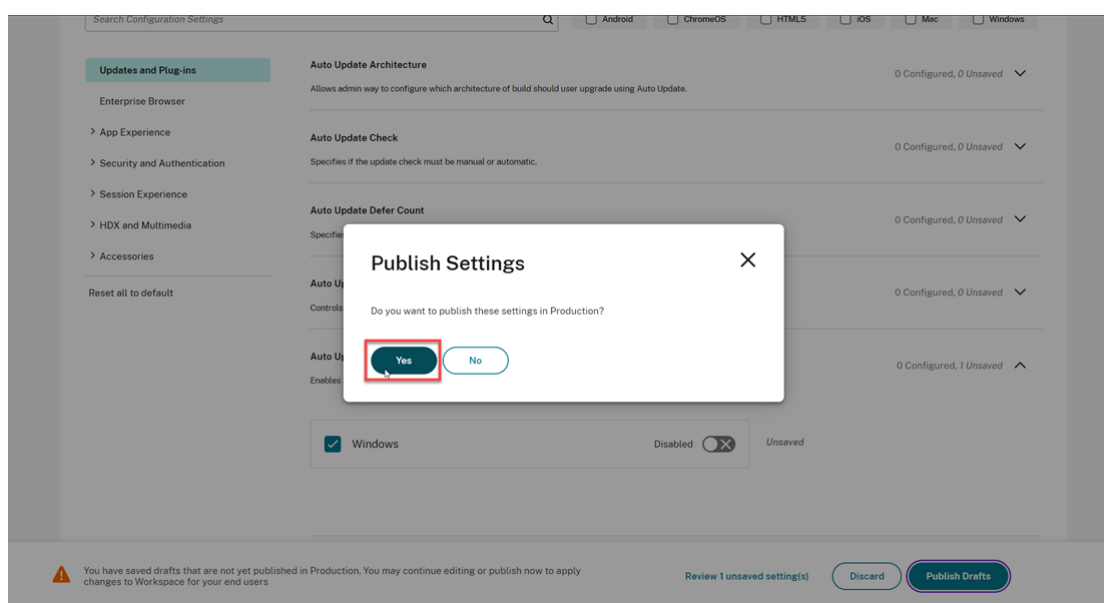 Search Configuration Settings
Android
ChromeOS
HTML5
iOS
Mac
Windows
Updates and Plug-ins
Enterprise Browser
App Experience
Security and Authentication
Session Experience
HDX and Multimedia
Accessories
Reset all to default
Auto Update Architecture
0 Configured, 0 Unsaved
Allows admin way to configure which architecture of build should user upgrade using Auto Update.
Auto Update Check
0 Configured, 0 Unsaved
Specifies if the update check must be manual or automatic.
Auto Update Defer Count
0 Configured, 0 Unsaved
Auto
0 Configured, 0 Unsaved
Controls
Auto
0 Configured, 1 Unsaved
Enables
Publish Settings
Do you want to publish these settings in Production?
Yes
No
Windows
Disabled
Unsaved
You have saved drafts that are not yet published in Production. You may continue editing or publish now to apply
changes to Workspace for your end users
Review 1 unsaved setting(s)
Discard
Publish Drafts